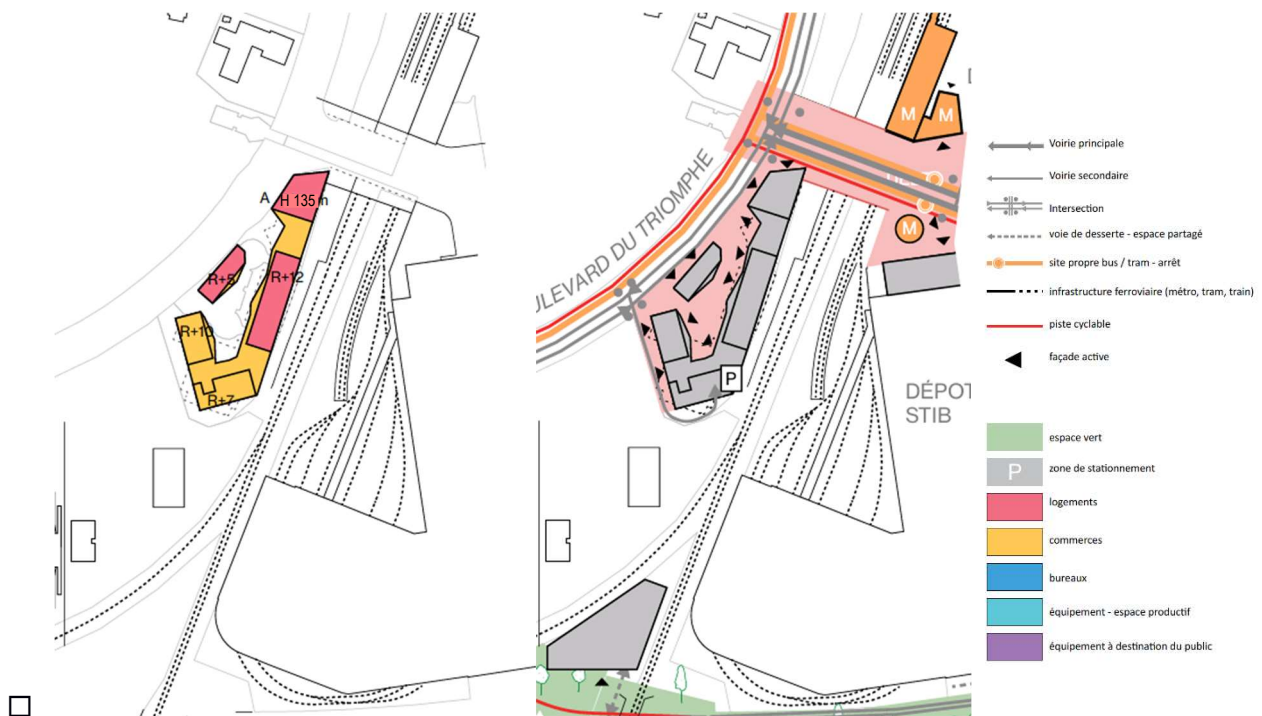 A
H 135 m
R+5
R+12
R+10
R+7
BOULEVARD DU TRIOMPHE
M
M
M
P
DÉPOT
STIB
Voirie principale
Voirie secondaire
Intersection
voie de desserte - espace partagé
site propre bus / tram - arrêt
infrastructure ferroviaire (métro, tram, train)
piste cyclable
façade active
espace vert
P
zone de stationnement
logements
commerces
bureaux
équipement - espace productif
équipement à destination du public